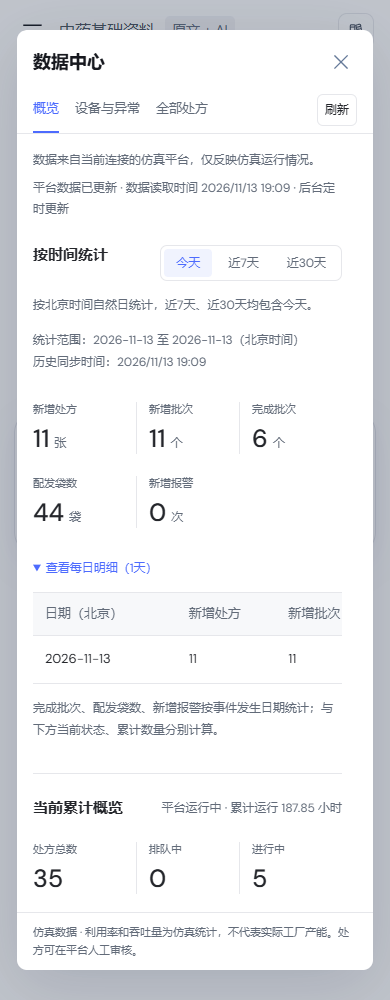 中药基础资料 原文 + AI
数据中心
概览 设备与异常 全部处方 刷新
数据来自当前连接的仿真平台，仅反映仿真运行情况。
平台数据已更新 · 数据读取时间 2026/11/13 19:09 · 后台定
时更新
按时间统计 今天 近7天 近30天
按北京时间自然日统计，近7天、近30天均包含今天。
统计范围：2026-11-13 至 2026-11-13（北京时间）
历史同步时间：2026/11/13 19:09
新增处方 新增批次 完成批次
11 张 11 个 6 个
配发袋数 新增报警
44 袋 0 次
▼ 查看每日明细（1天）
日期（北京） 新增处方 新增批次
2026-11-13 11 11
完成批次、配发袋数、新增报警按事件发生日期统计；与
下方当前状态、累计数量分别计算。
当前累计概览 平台运行中 · 累计运行 187.85 小时
处方总数 排队中 进行中
35 0 5
仿真数据 · 利用率和吞吐量为仿真统计，不代表实际工厂产能。处
方可在平台人工审核。